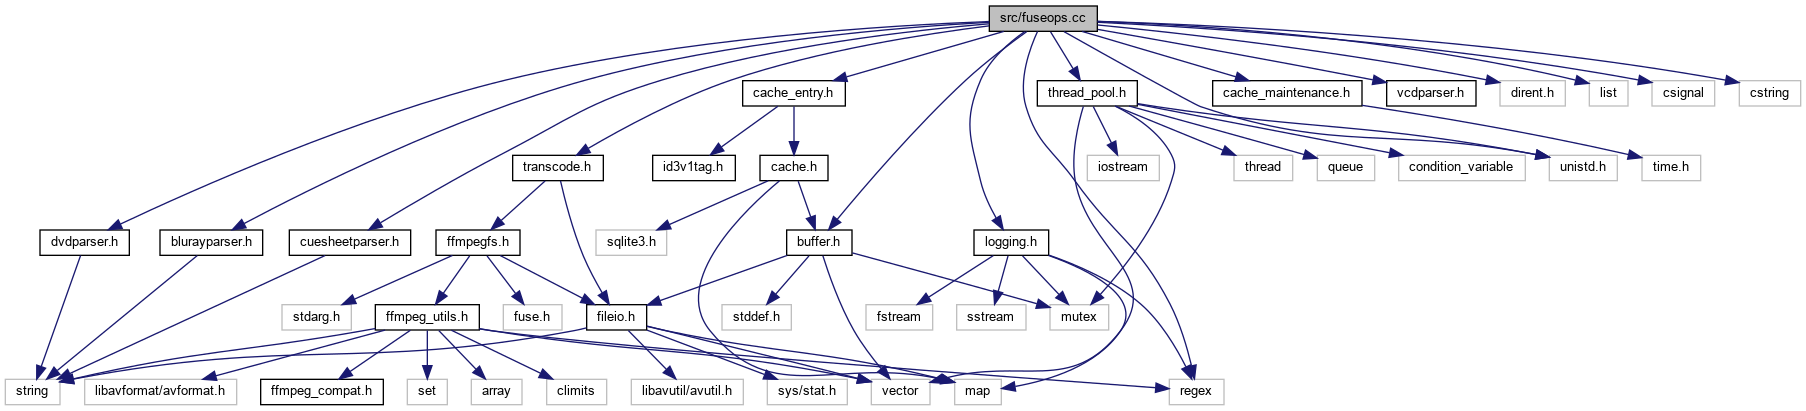 src/fuseops.cc
cache_entry.h
thread_pool.h
cache_maintenance.h
vcdparser.h
dirent.h
list
csignal
cstring
transcode.h
id3v1tag.h
cache.h
iostream
thread
queue
condition_variable
unistd.h
time.h
dvdparser.h
blurayparser.h
cuesheetparser.h
ffmpegfs.h
sqlite3.h
buffer.h
logging.h
stdarg.h
ffmpeg_utils.h
fuse.h
fileio.h
stddef.h
fstream
sstream
mutex
string
libavformat/avformat.h
ffmpeg_compat.h
set
array
climits
libavutil/avutil.h
sys/stat.h
vector
map
regex